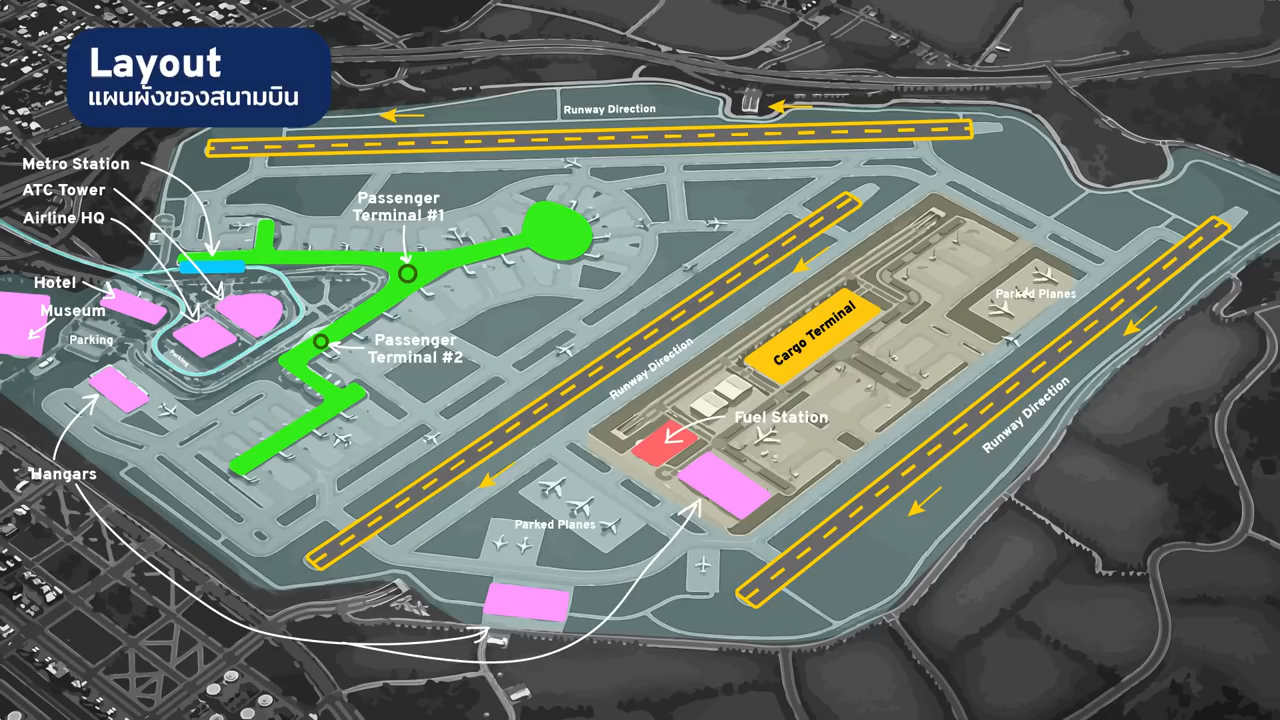 Layout
แผนผังของสนามบิน
Runway Direction
Metro Station
ATC Tower
Airline HQ
Passenger
Terminal #1
Hotel
Museum
Parking
Parking
Passenger
Terminal #2
Parked Planes
Cargo Terminal
Runway Direction
Fuel Station
Runway Direction
Hangars
Parked Planes